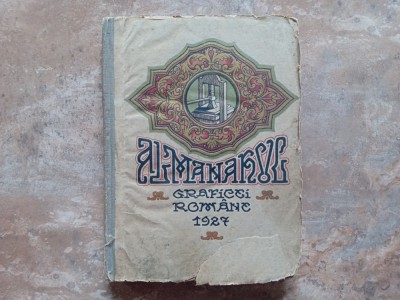 ALMANAHUL
GRAFICEI
ROMÂNE
1927